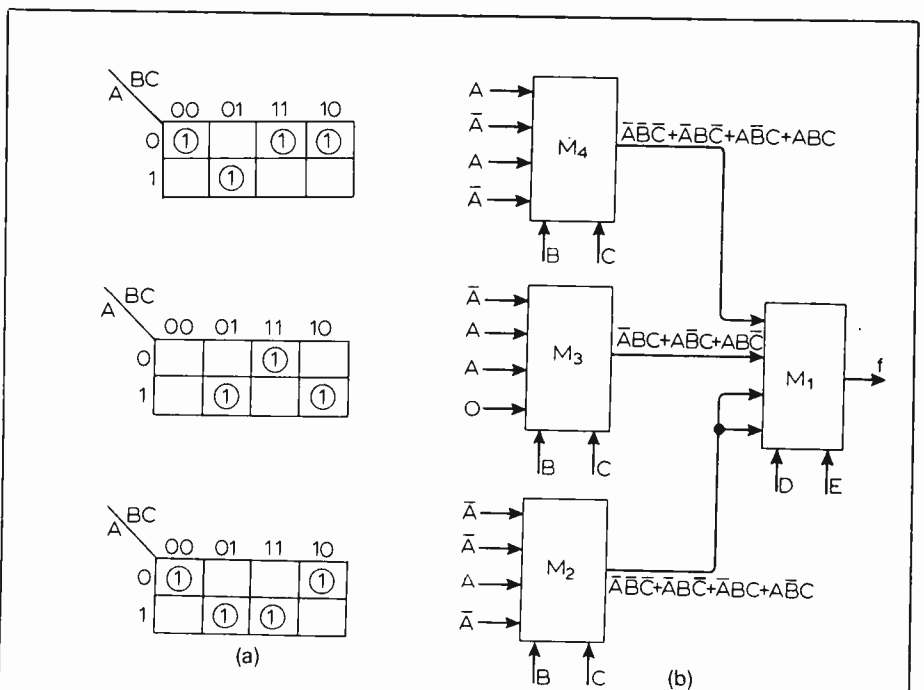 BC
A
00 01 11 10
0 1 1 1
1 1
BC
A
00 01 11 10
0 1
1 1 1
BC
A
00 01 11 10
0 1 1
1 1 1
(a)
A
Ā
A
Ā
M₄
B C
ĀB̄C̄+ĀBC̄+AB̄C+ABC
Ā
A
A
O
M₃
B C
ĀBC+AB̄C+ABC̄
Ā
Ā
A
Ā
M₂
B C
ĀB̄C̄+ĀBC̄+ĀBC+AB̄C
M₁
D E
f
(b)